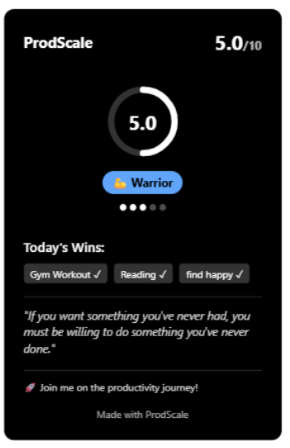 ProdScale 5.0/10
5.0
💪 Warrior
Today's Wins:
Gym Workout ✓ Reading ✓ find happy ✓
"If you want something you've never had, you
must be willing to do something you've never
done."
🚀 Join me on the productivity journey!
Made with ProdScale